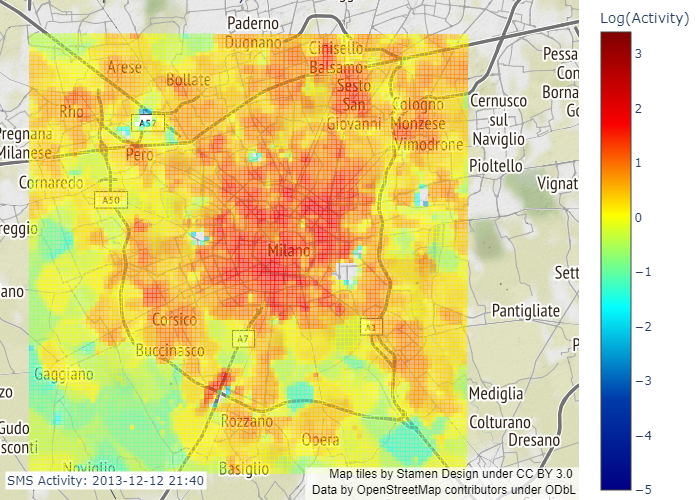 Paderno
Dugnano
Cinisello
Balsamo
Arese
Bollate
Sesto
San
Giovanni
Rho
A52
Cologno
Monzese
Vimodrone
Cernusco
sul
Naviglio
Pessa
Con
Borna
Go
Pregnana
Milanese
Pero
Pioltello
Cornaredo
Vignat
A50
reggio
Milano
Sett
ano
Pantigliate
Corsico
A7
Buccinasco
Gaggiano
zo
Mediglia
Rozzano
Colturano
Gudo
sconti
Opera
Dresano
Noviglio
Basiglio
SMS Activity: 2013-12-12 21:40
Map tiles by Stamen Design under CC BY 3.0
Data by OpenStreetMap contributors under ODbL
Log(Activity)
3
2
1
0
−1
−2
−3
−4
−5